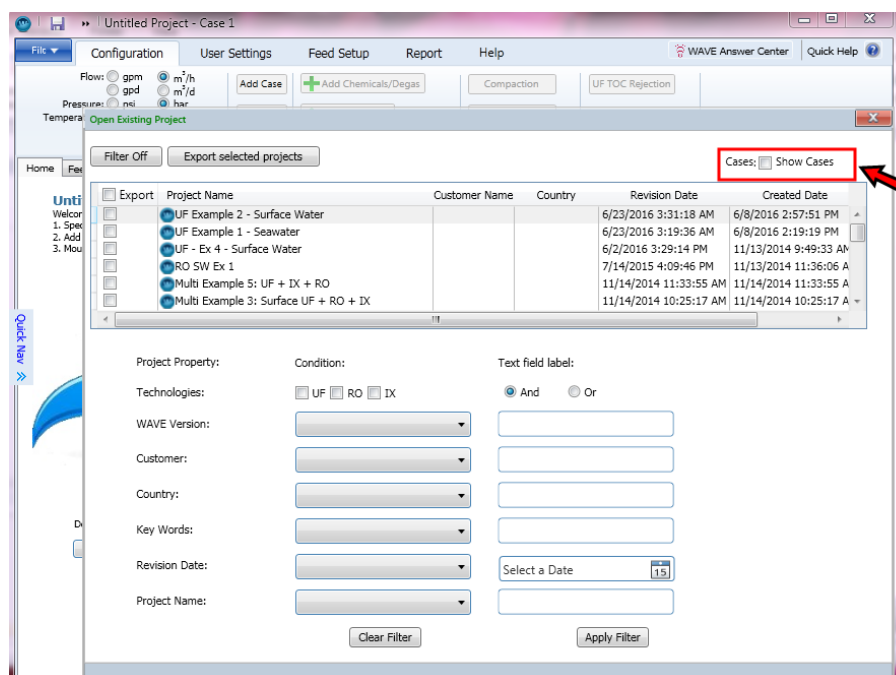 Untitled Project - Case 1
File
Configuration User Settings Feed Setup Report Help
WAVE Answer Center Quick Help
Flow: gpm m³/h
gpd m³/d
Add Case Add Chemicals/Degas Compaction UF TOC Rejection
Pressure: psi bar
Tempera
Open Existing Project
Filter Off Export selected projects
Cases: Show Cases
Home Fee
Export Project Name Customer Name Country Revision Date Created Date
UF Example 2 - Surface Water 6/23/2016 3:31:18 AM 6/8/2016 2:57:51 PM
UF Example 1 - Seawater 6/23/2016 3:19:36 AM 6/8/2016 2:19:19 PM
UF - Ex 4 - Surface Water 6/2/2016 3:29:14 PM 11/13/2014 9:49:33 AM
RO SW Ex 1 7/14/2015 4:09:46 PM 11/13/2014 11:36:06 A
Multi Example 5: UF + IX + RO 11/14/2014 11:33:55 AM 11/14/2014 11:33:55 A
Multi Example 3: Surface UF + RO + IX 11/14/2014 10:25:17 AM 11/14/2014 10:25:17 A
Unti
Welcor
1. Spec
2. Add
3. Mou
Quick Nav
Project Property: Condition: Text field label:
Technologies: UF RO IX And Or
WAVE Version:
Customer:
Country:
Key Words:
Revision Date: Select a Date 15
Project Name:
Clear Filter Apply Filter